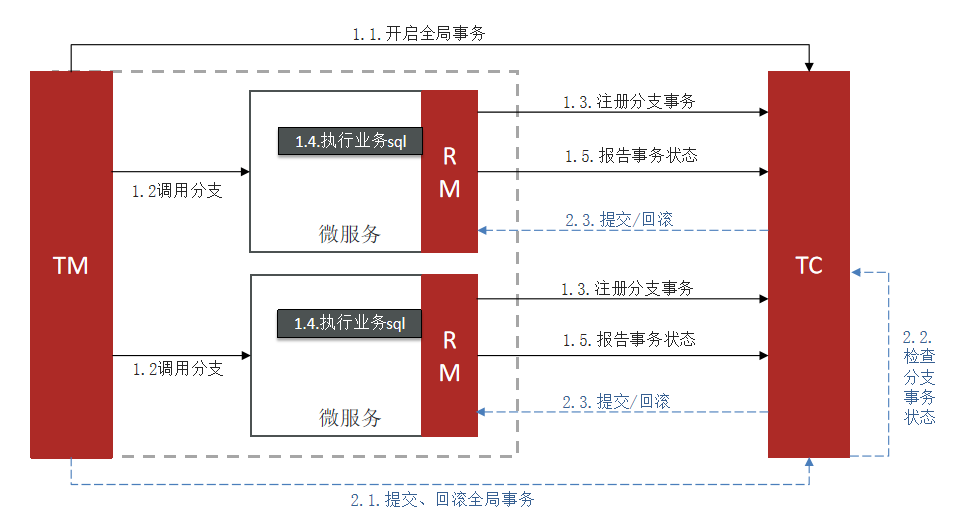 1.1.开启全局事务
TM
1.2调用分支
1.4.执行业务sql
微服务
R
M
1.3.注册分支事务
1.5.报告事务状态
2.3.提交/回滚
TC
1.2调用分支
1.4.执行业务sql
微服务
R
M
1.3.注册分支事务
1.5.报告事务状态
2.3.提交/回滚
2.2.
检查
分支
事务
状态
2.1.提交、回滚全局事务